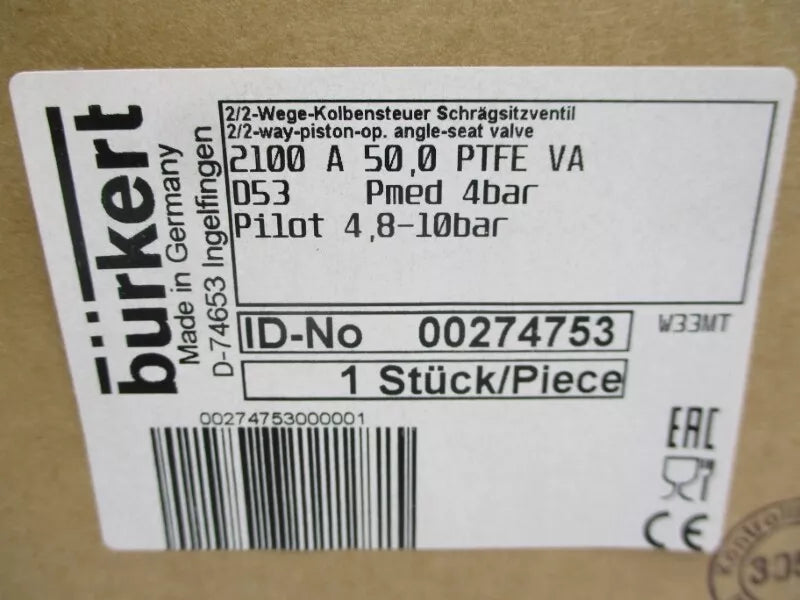 bürkert
Made in Germany
D-74653 Ingelfingen
2/2-Wege-Kolbensteuer Schrägsitzventil
2/2-way-piston-op. angle-seat valve
2100 A 50,0 PTFE VA
D53 Pmed 4bar
Pilot 4,8-10bar
ID-No 00274753
W33MT
1 Stück/Piece
00274753000001
EAC
CE
305